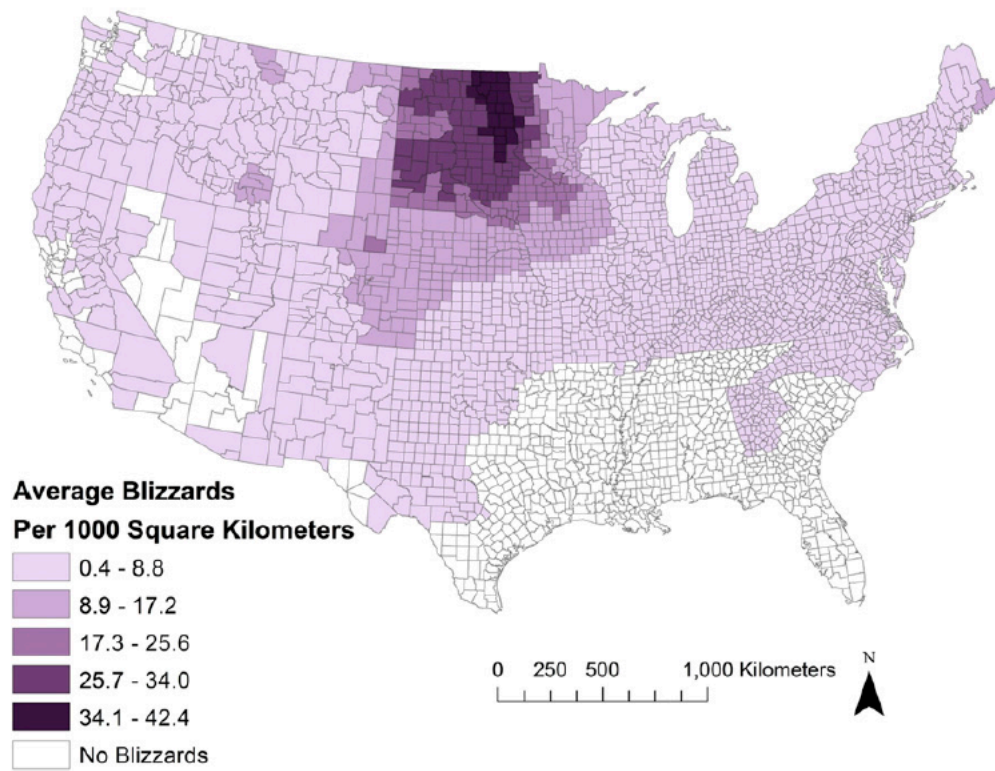 Average Blizzards
Per 1000 Square Kilometers
0.4 - 8.8
8.9 - 17.2
17.3 - 25.6
25.7 - 34.0
34.1 - 42.4
No Blizzards
0 250 500 1,000 Kilometers
N